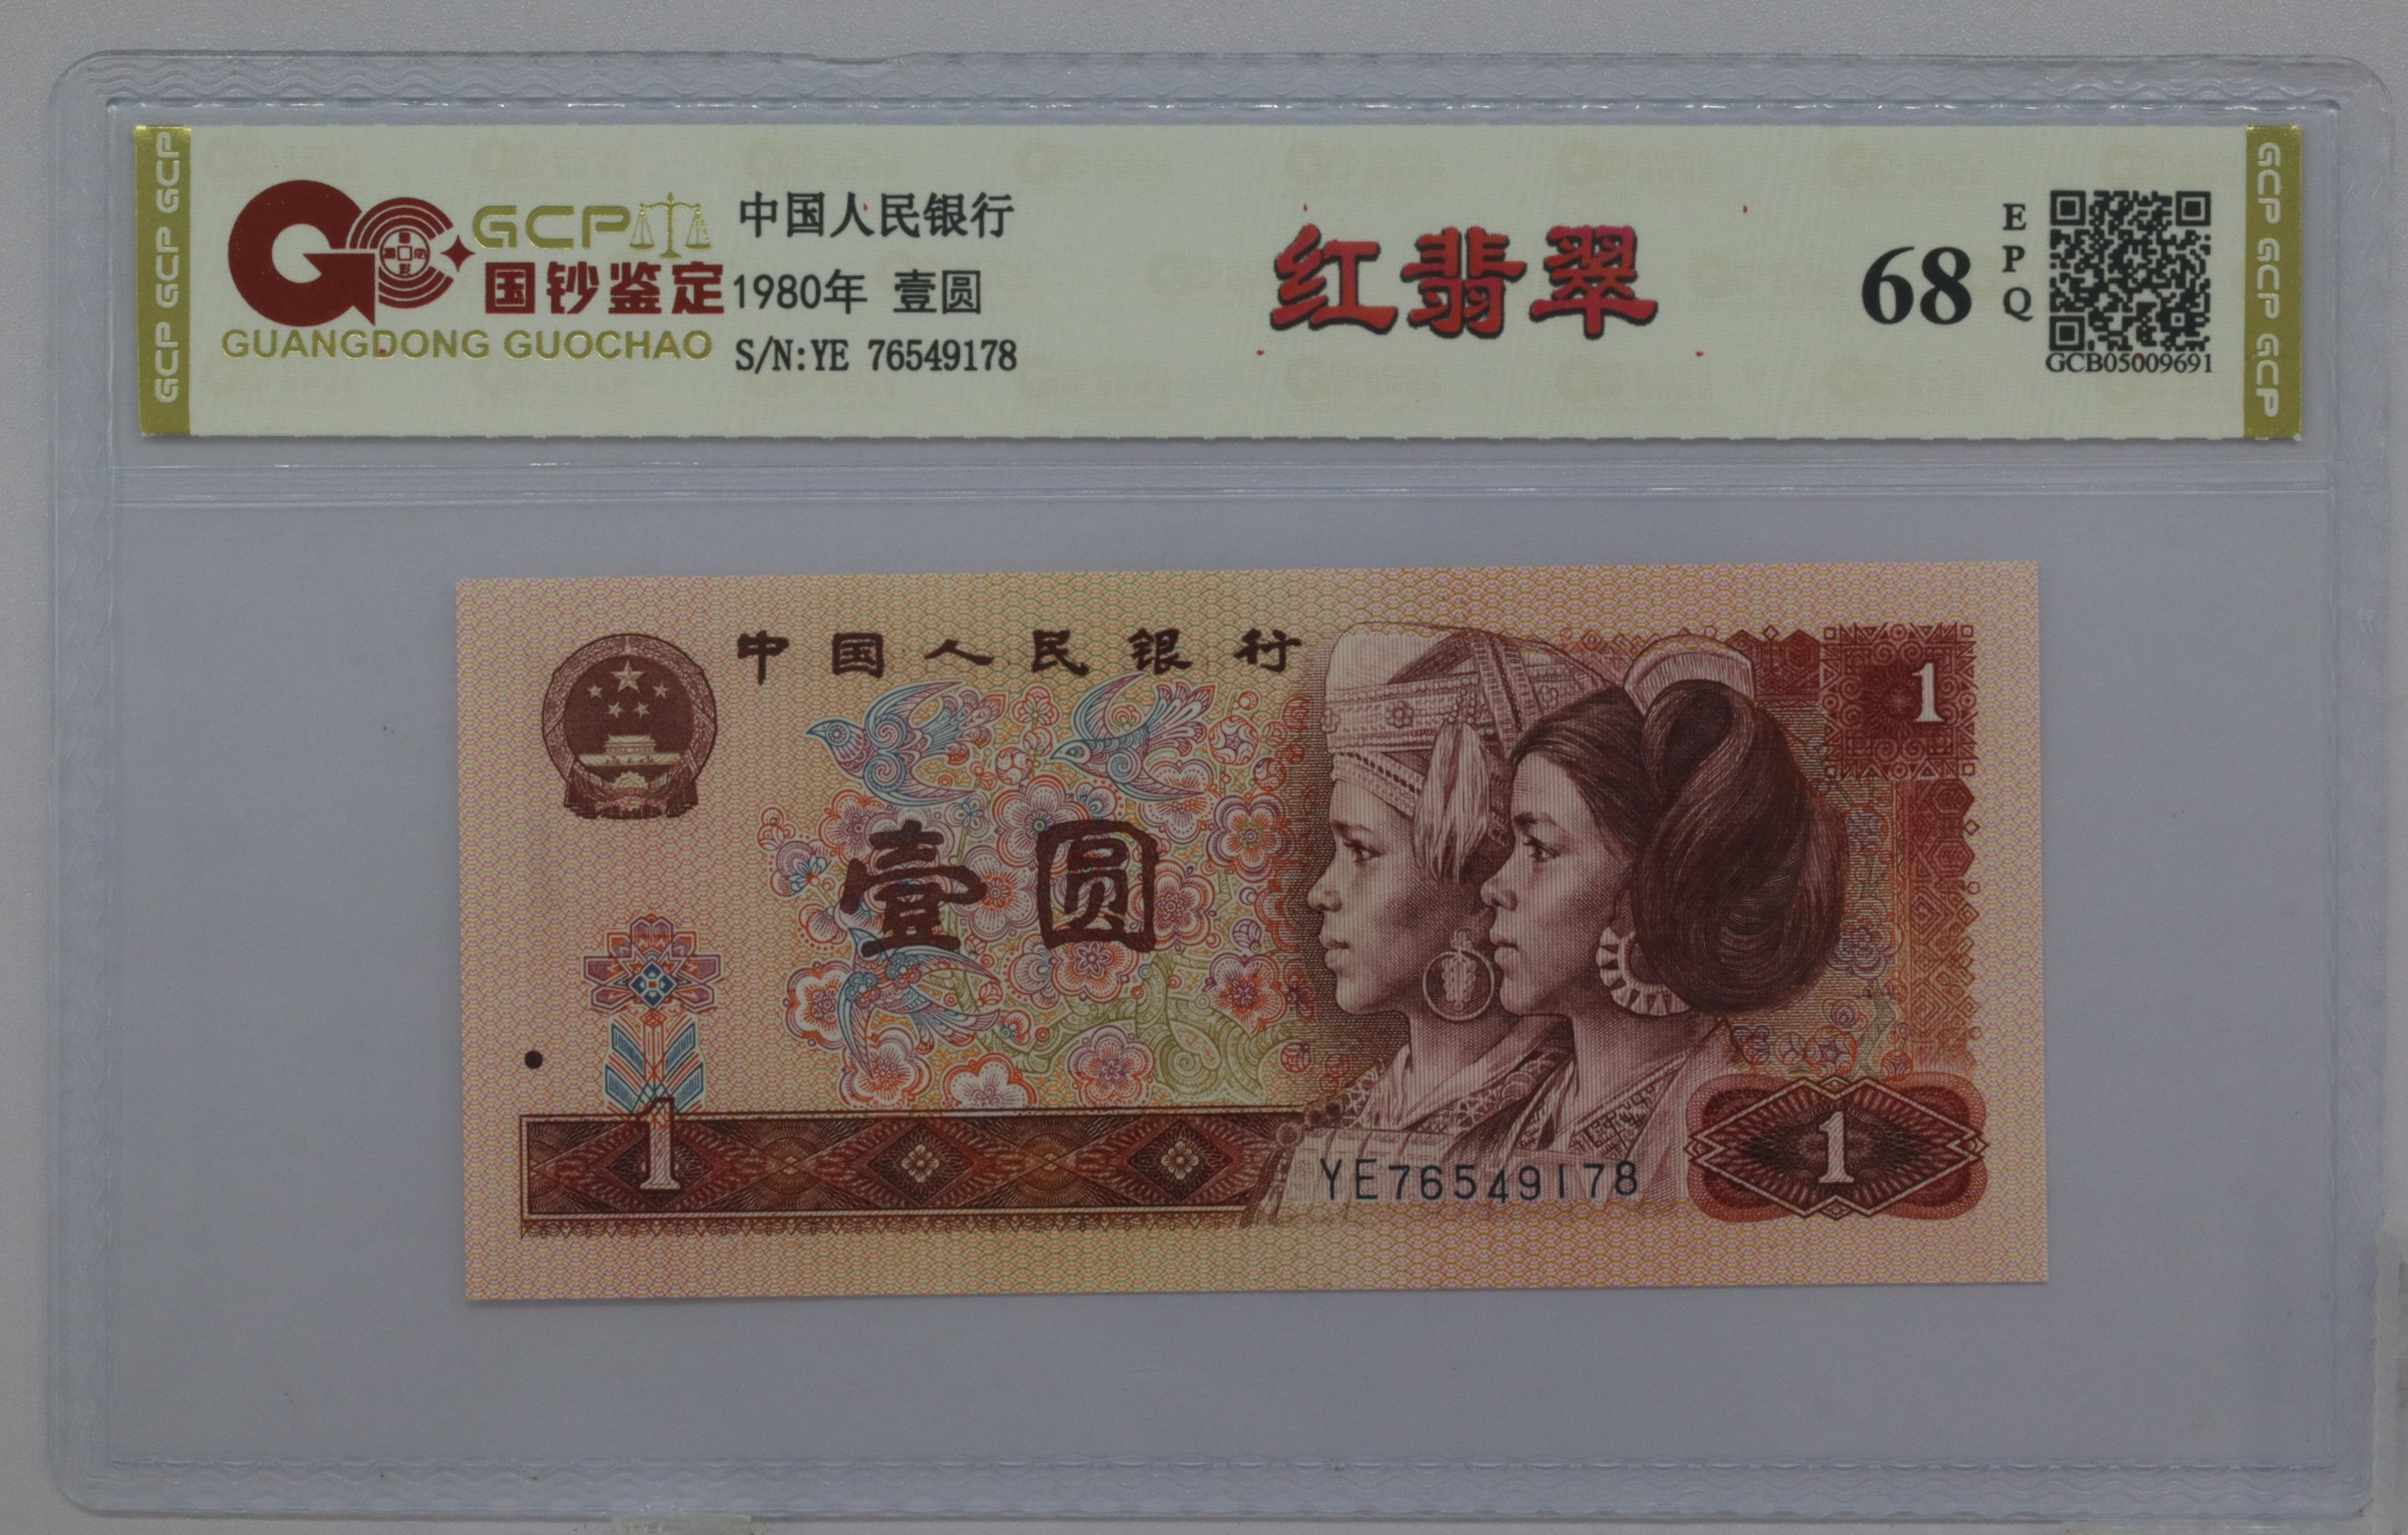 GCP GCP GCP
GCP
国钞鉴定
GUANGDONG GUOCHAO
中国人民银行
1980年 壹圆
S/N:YE 76549178
红翡翠
68
EPQ
GCB05009691
GCP GCP GCP
中国人民银行
1
壹圆
1
YE76549178
1